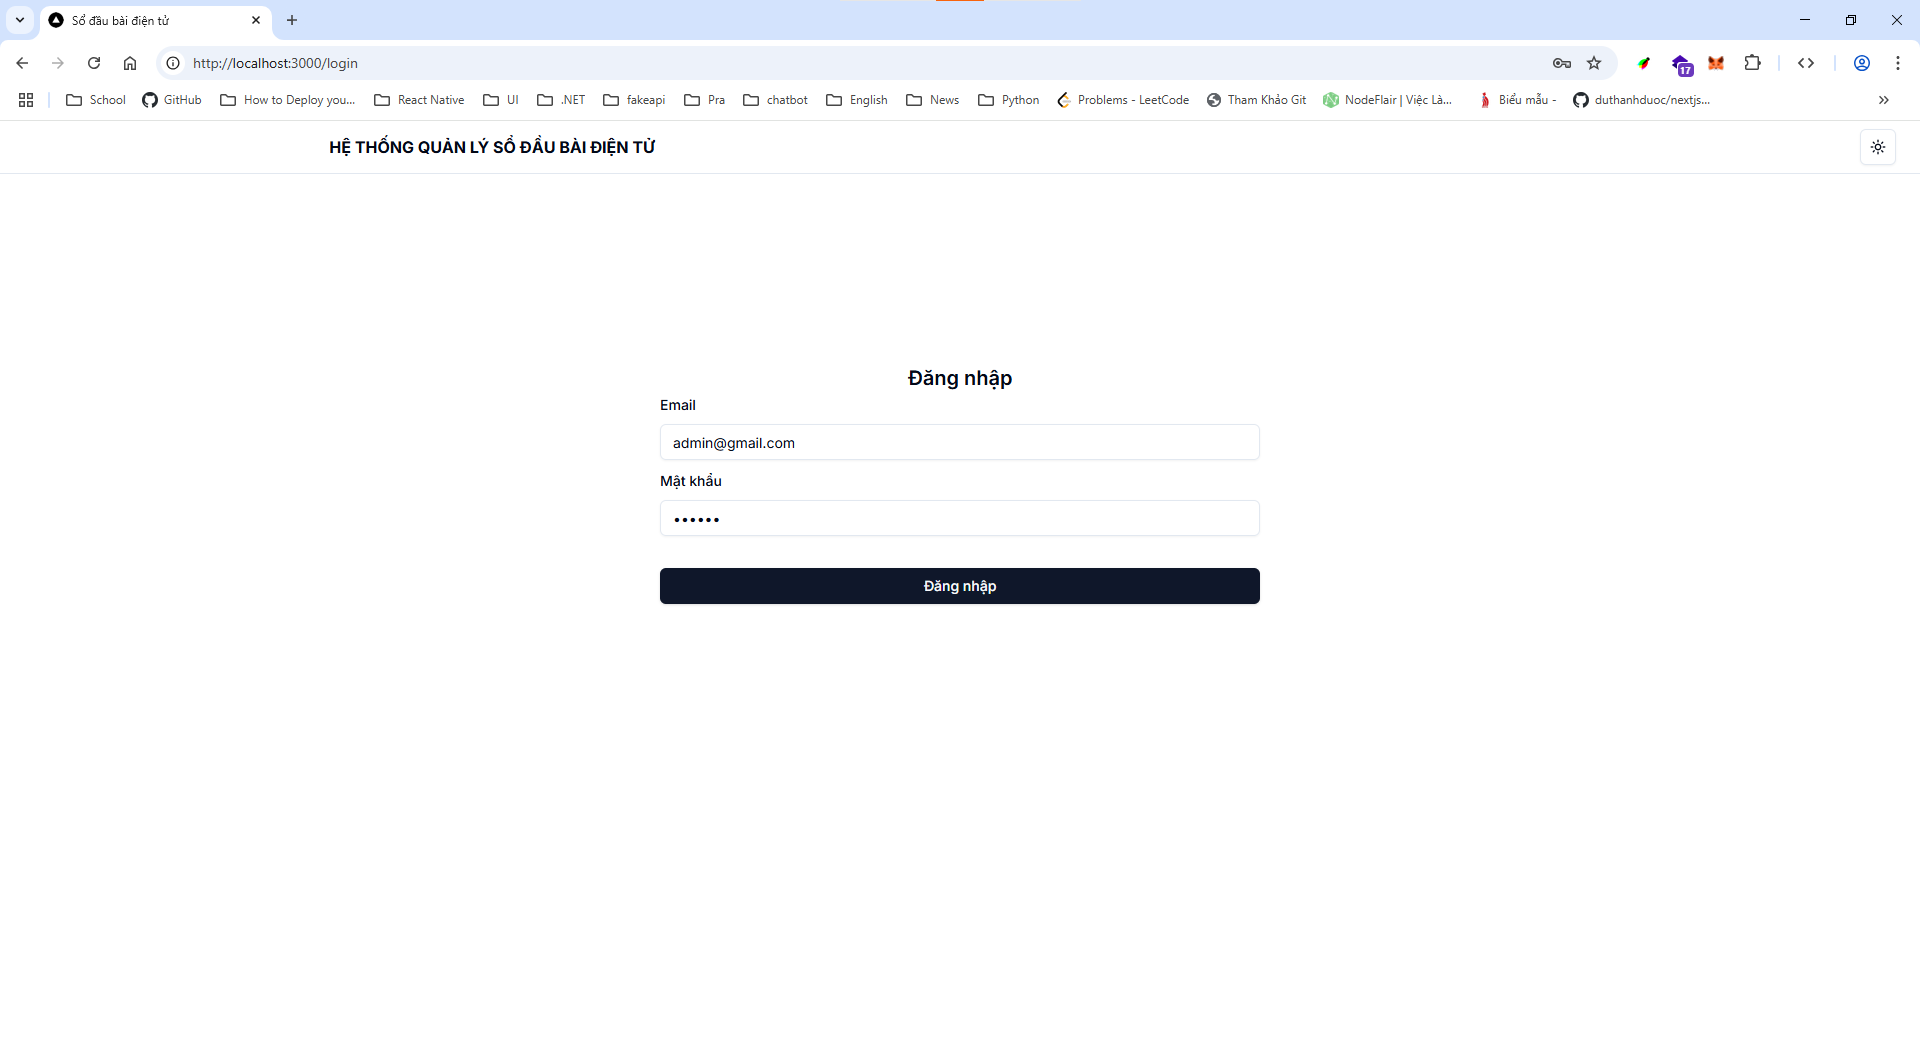 Sổ đầu bài điện tử
http://localhost:3000/login
17
School GitHub How to Deploy you... React Native UI .NET fakeapi Pra chatbot English News Python Problems - LeetCode Tham Khảo Git NodeFlair | Việc Là... Biểu mẫu - duthanhduoc/nextjs...
HỆ THỐNG QUẢN LÝ SỔ ĐẦU BÀI ĐIỆN TỬ
Đăng nhập
Email
admin@gmail.com
Mật khẩu
••••••
Đăng nhập